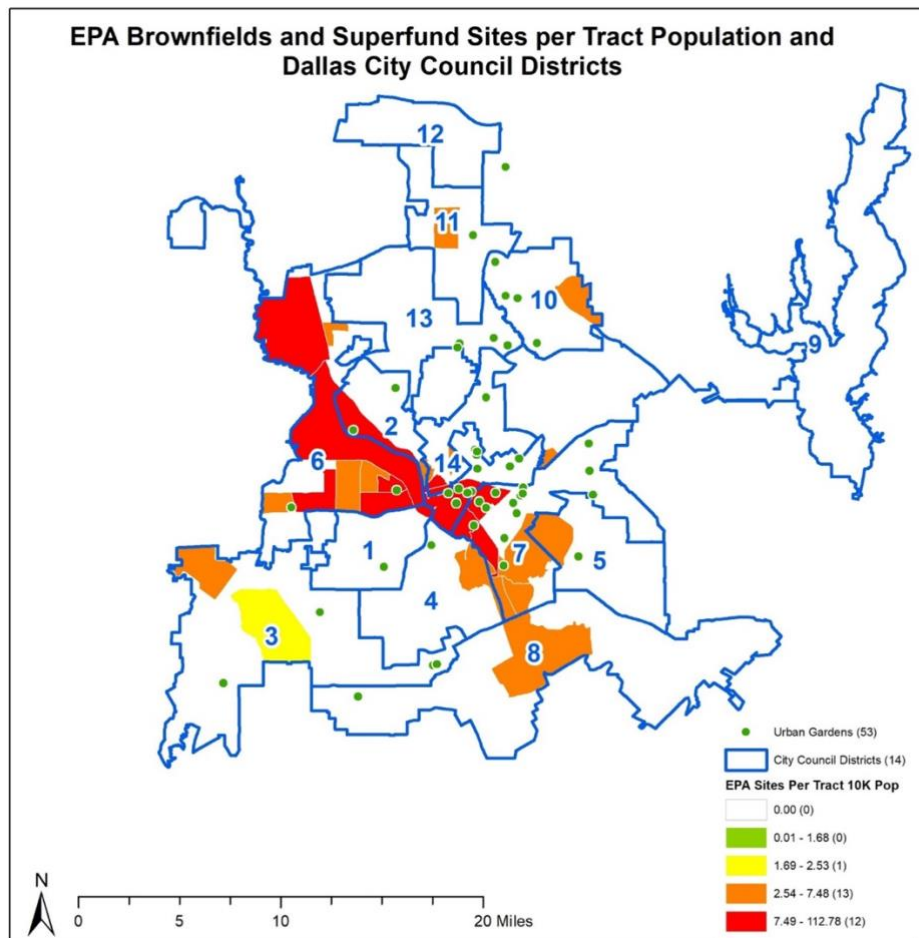 EPA Brownfields and Superfund Sites per Tract Population and
Dallas City Council Districts
12
11
10
13
9
2
6
14
7
5
1
4
3
8
Urban Gardens (53)
City Council Districts (14)
EPA Sites Per Tract 10K Pop
0.00 (0)
0.01 - 1.68 (0)
1.69 - 2.53 (1)
2.54 - 7.48 (13)
7.49 - 112.78 (12)
N
0 5 10 20 Miles